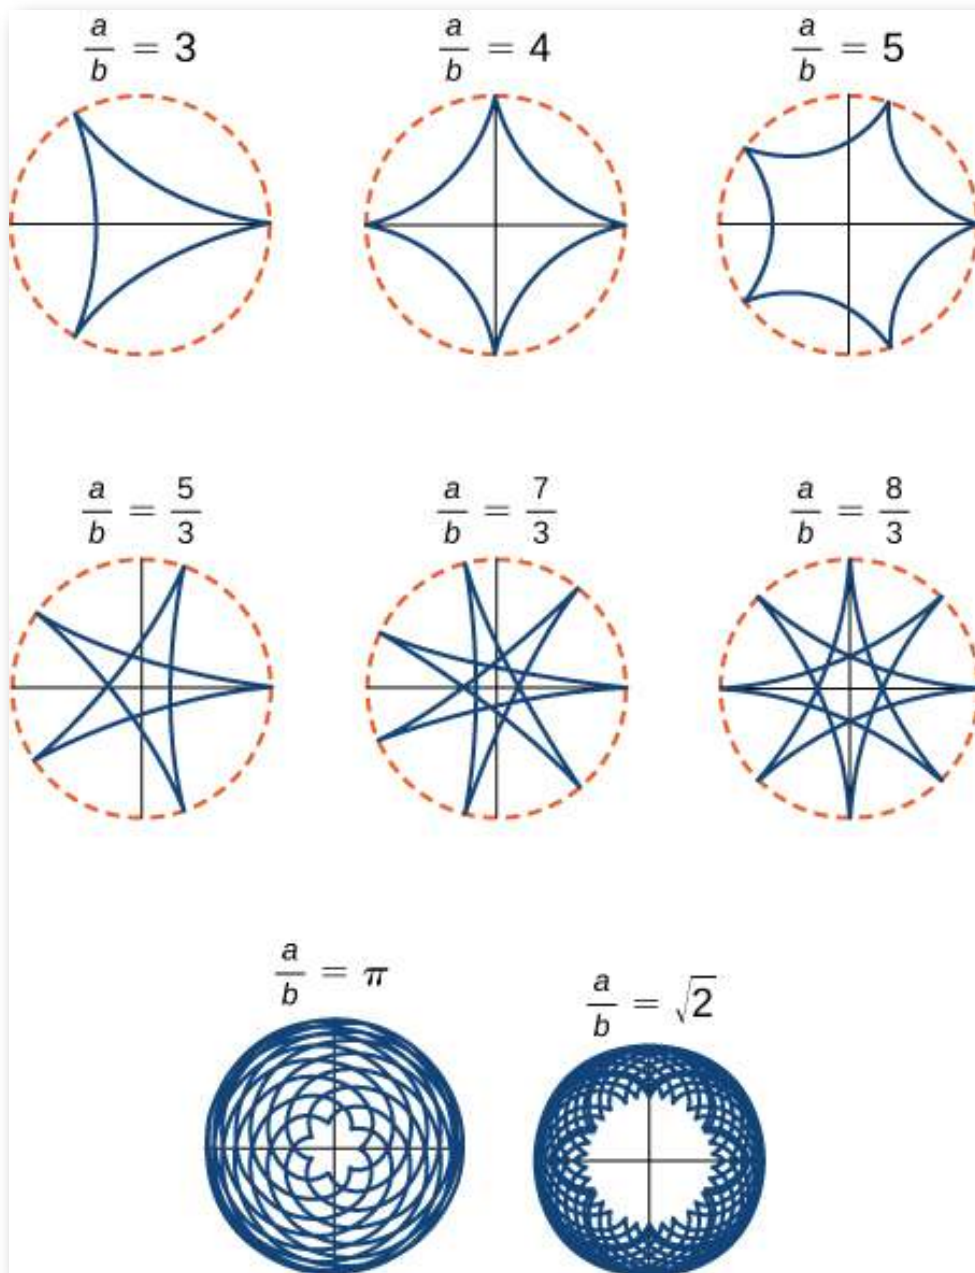 a/b = 3
a/b = 4
a/b = 5
a/b = 5/3
a/b = 7/3
a/b = 8/3
a/b = π
a/b = √2